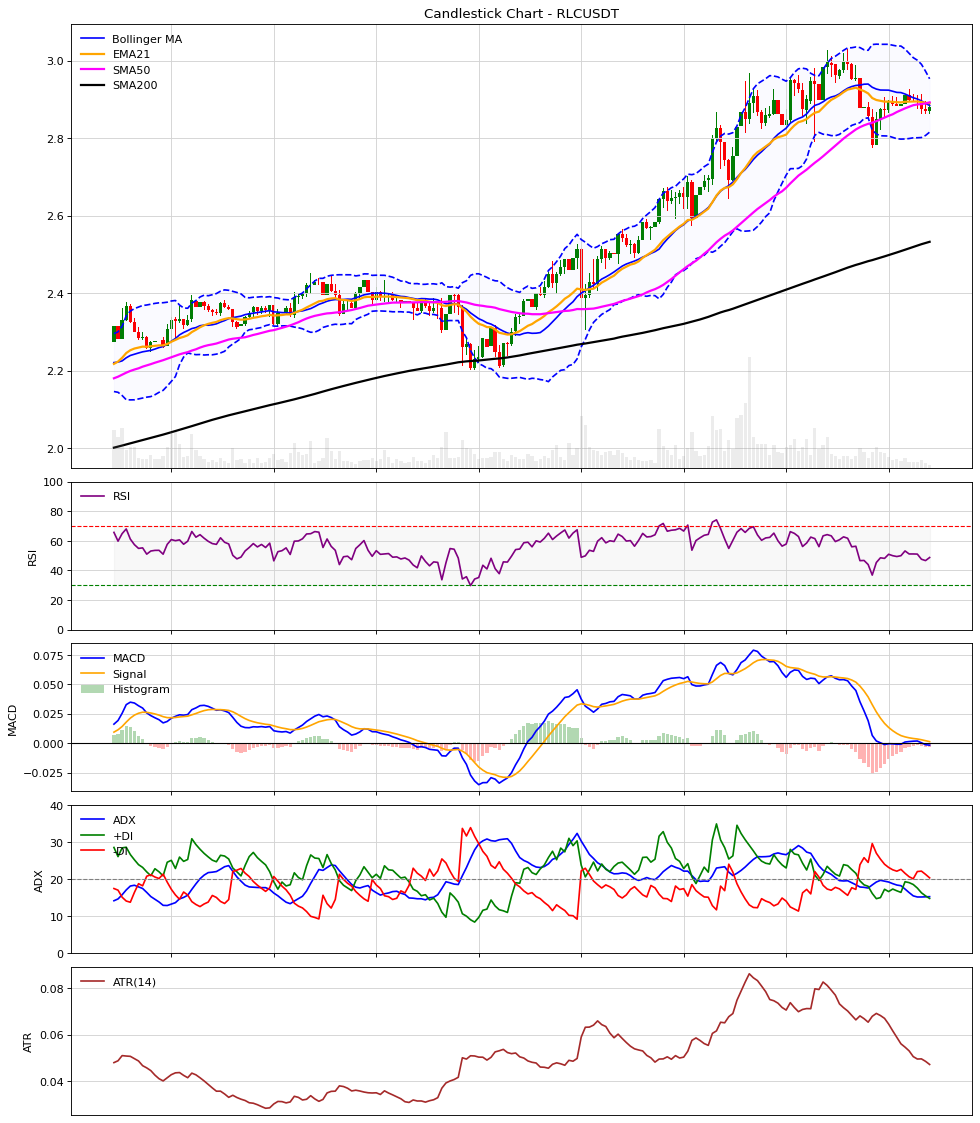 Candlestick Chart - RLCUSDT
Bollinger MA
EMA21
SMA50
SMA200
3.0
2.8
2.6
2.4
2.2
2.0
RSI
RSI
100
80
60
40
20
0
MACD
Signal
Histogram
MACD
0.075
0.050
0.025
0.000
−0.025
ADX
+DI
-DI
ADX
40
30
20
10
0
ATR(14)
ATR
0.08
0.06
0.04